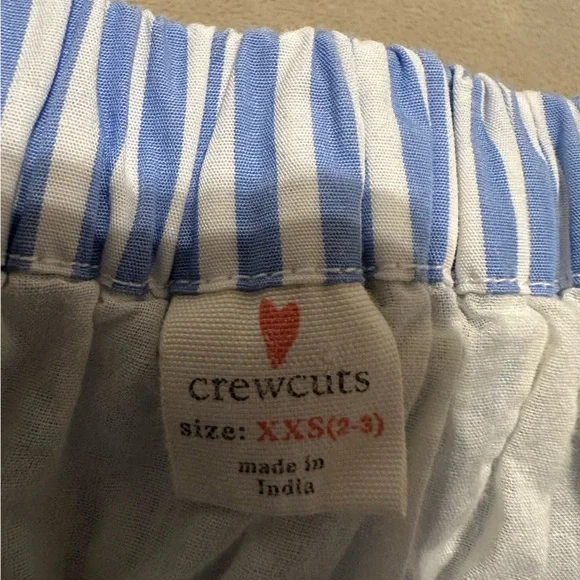 crewcuts
size: XXS(2-3)
made in
India